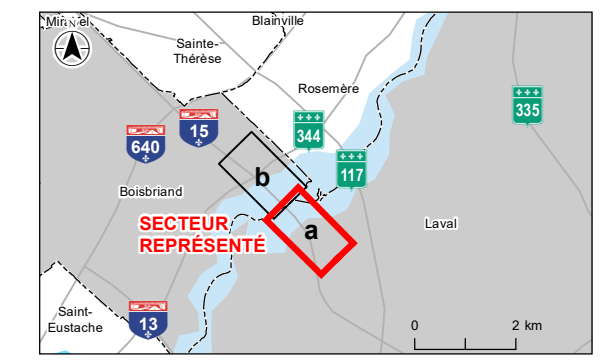 Mirabel
N
Blainville
Sainte-
Thérèse
Rosemère
335
15
344
640
117
b
Boisbriand
a
Laval
SECTEUR
REPRÉSENTÉ
Saint-
Eustache
13
0 2 km